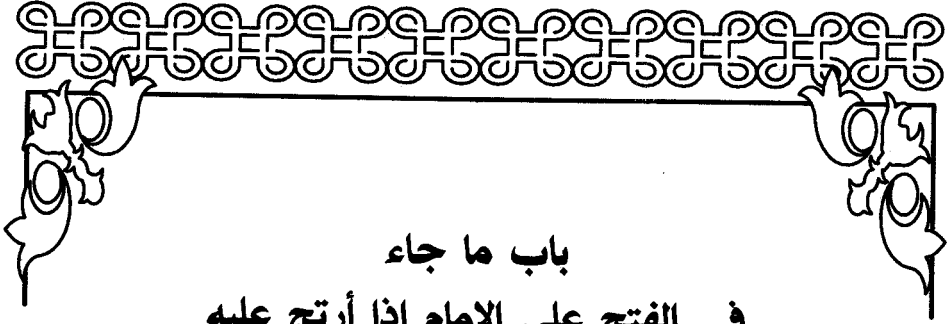 باب ما جاء
في الفتح على الإمام إذا أرتج عليه